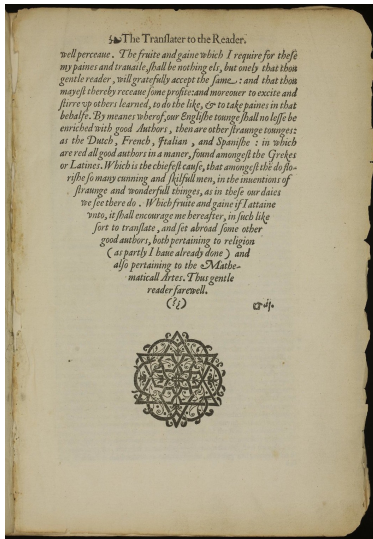 ❧The Translater to the Reader.
well perceaue. The fruite and gaine which I require for these
my paines and trauaile, shall be nothing els, but onely that thou
gentle reader, will gratefully accept the same: and that thou
mayest thereby receaue some profite: and moreouer to excite and
stirre vp others learned, to do the like, & to take paines in that
behalfe. By meanes wherof, our Englishe tounge shall no lesse be
enriched with good Authors, then are other straunge tounges:
as the Dutch, French, Italian, and Spanishe: in which
are red all good authors in a maner, found amongest the Grekes
or Latines. Which is the chiefest cause, that amongest thē do flo-
rishe so many cunning and skilfull men, in the inuentions of
straunge and wonderfull thinges, as in these our daies
we see there do. Which fruite and gaine if I attaine
vnto, it shall encourage me hereafter, in such like
sort to translate, and set abroad some other
good authors, both pertaining to religion
(as partly I haue already done) and
also pertaining to the Mathe-
maticall Artes. Thus gentle
reader farewell.
(?¿)
☞.ij.